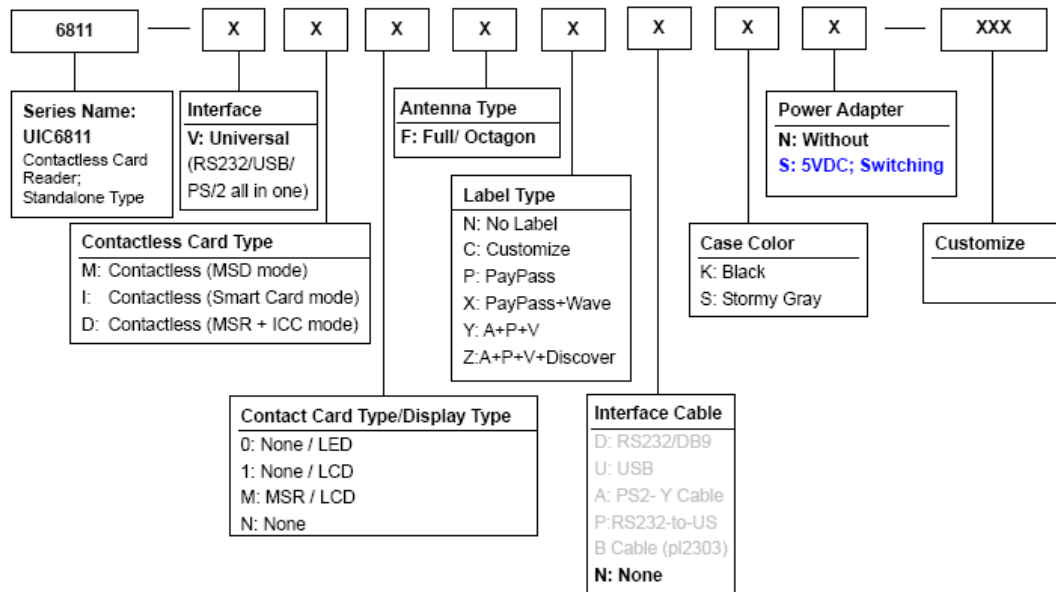 6811 — X X X X X X X X — XXX
Series Name:
UIC6811
Contactless Card
Reader;
Standalone Type
Interface
V: Universal
(RS232/USB/
PS/2 all in one)
Antenna Type
F: Full/ Octagon
Power Adapter
N: Without
S: 5VDC; Switching
Label Type
N: No Label
C: Customize
P: PayPass
X: PayPass+Wave
Y: A+P+V
Z:A+P+V+Discover
Contactless Card Type
M: Contactless (MSD mode)
I: Contactless (Smart Card mode)
D: Contactless (MSR + ICC mode)
Case Color
K: Black
S: Stormy Gray
Customize
Contact Card Type/Display Type
0: None / LED
1: None / LCD
M: MSR / LCD
N: None
Interface Cable
D: RS232/DB9
U: USB
A: PS2- Y Cable
P:RS232-to-US
B Cable (pl2303)
N: None